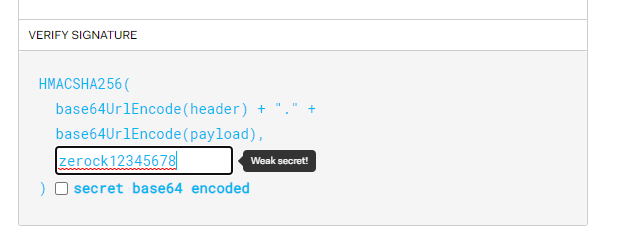 VERIFY SIGNATURE
HMACSHA256(
base64UrlEncode(header) + "." +
base64UrlEncode(payload),
zerock12345678 Weak secret!
) secret base64 encoded